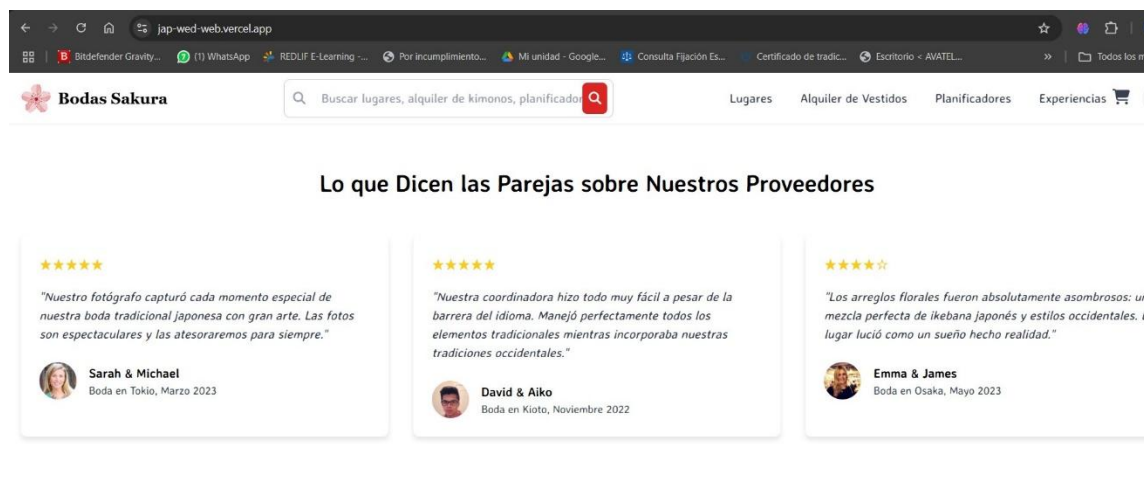 jap-wed-web.vercel.app
Bitdefender Gravity... (1) WhatsApp REDLIF E-Learning -... Por incumplimiento... Mi unidad - Google... Consulta Fijación Es... Certificado de tradic... Escritorio < AVATEL... » Todos los m
Bodas Sakura Buscar lugares, alquiler de kimonos, planificador Lugares Alquiler de Vestidos Planificadores Experiencias
Lo que Dicen las Parejas sobre Nuestros Proveedores
"Nuestro fotógrafo capturó cada momento especial de
nuestra boda tradicional japonesa con gran arte. Las fotos
son espectaculares y las atesoraremos para siempre."
Sarah & Michael
Boda en Tokio, Marzo 2023
"Nuestra coordinadora hizo todo muy fácil a pesar de la
barrera del idioma. Manejó perfectamente todos los
elementos tradicionales mientras incorporaba nuestras
tradiciones occidentales."
David & Aiko
Boda en Kioto, Noviembre 2022
"Los arreglos florales fueron absolutamente asombrosos: un
mezcla perfecta de ikebana japonés y estilos occidentales.
lugar lució como un sueño hecho realidad."
Emma & James
Boda en Osaka, Mayo 2023